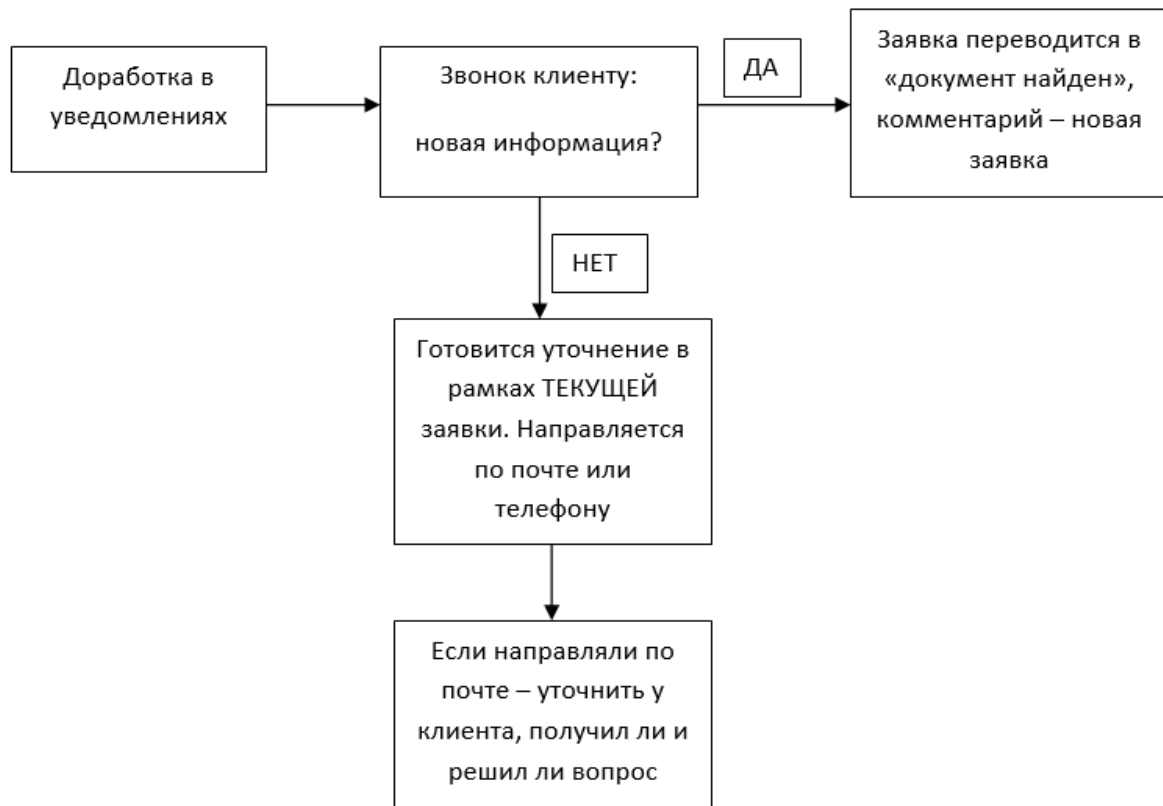 Доработка в
уведомлениях
Звонок клиенту:
новая информация?
ДА
Заявка переводится в
«документ найден»,
комментарий – новая
заявка
НЕТ
Готовится уточнение в
рамках ТЕКУЩЕЙ
заявки. Направляется
по почте или
телефону
Если направляли по
почте – уточнить у
клиента, получил ли и
решил ли вопрос